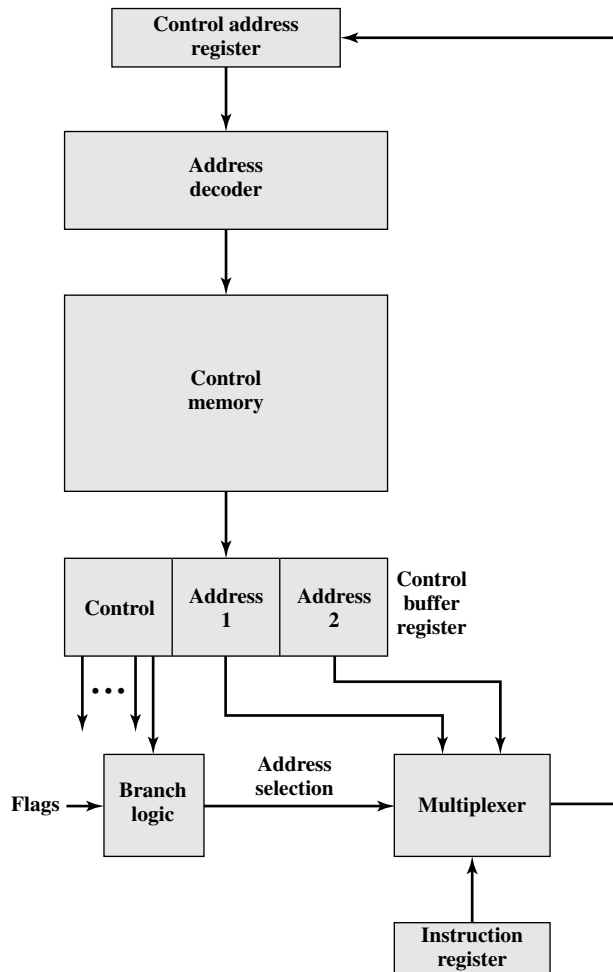 Control address
register
Address
decoder
Control
memory
Control
Address
1
Address
2
Control
buffer
register
Flags
Branch
logic
Address
selection
Multiplexer
Instruction
register